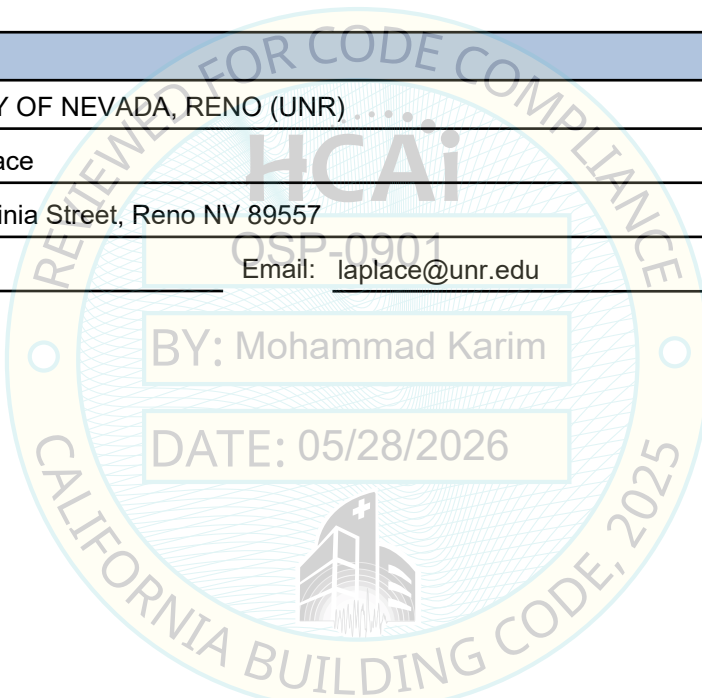 Y OF NEVADA, RENO (UNR)
ace
inia Street, Reno NV 89557
Email: laplace@unr.edu
REVIEWED FOR CODE COMPLIANCE
HCAi
OSP-0901
BY: Mohammad Karim
DATE: 05/28/2026
CALIFORNIA BUILDING CODE, 2025